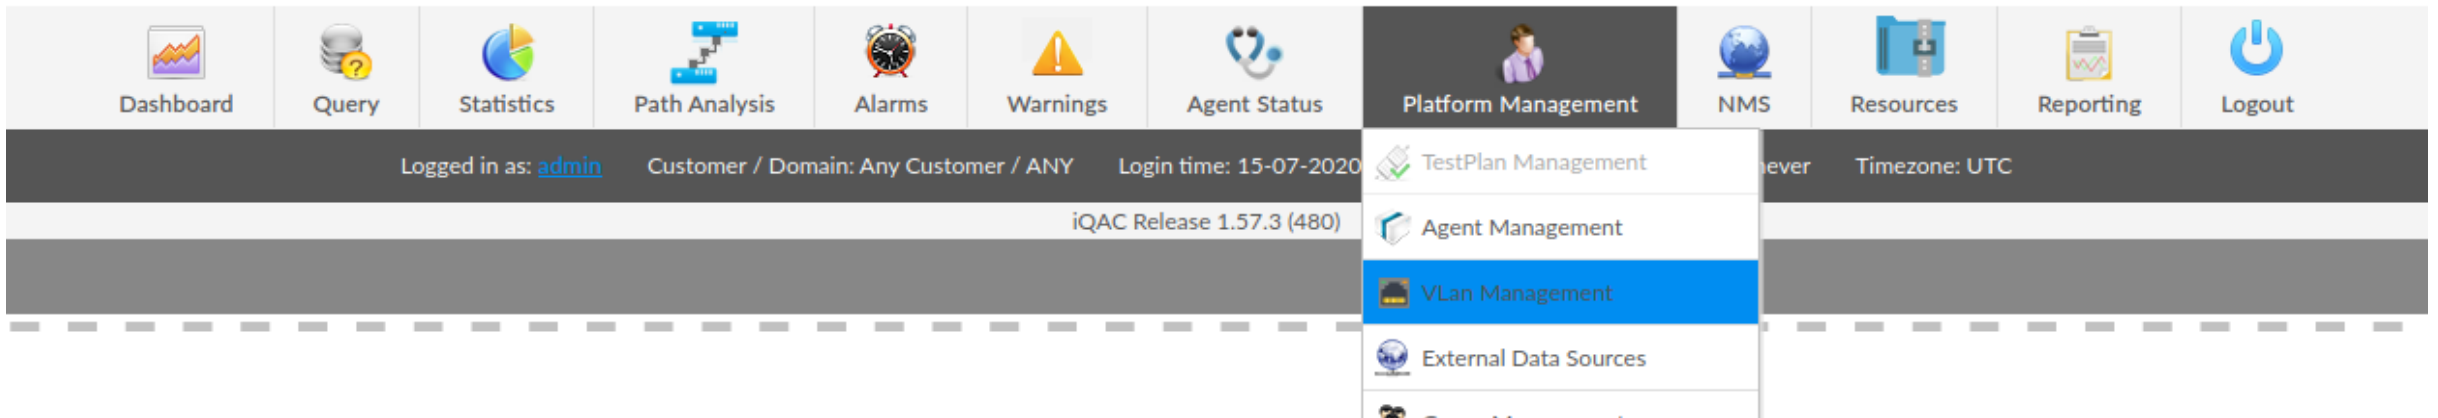 Dashboard Query Statistics Path Analysis Alarms Warnings Agent Status Platform Management NMS Resources Reporting Logout
Logged in as: admin Customer / Domain: Any Customer / ANY Login time: 15-07-2020 Timezone: UTC
iQAC Release 1.57.3 (480)
TestPlan Management
Agent Management
VLan Management
External Data Sources